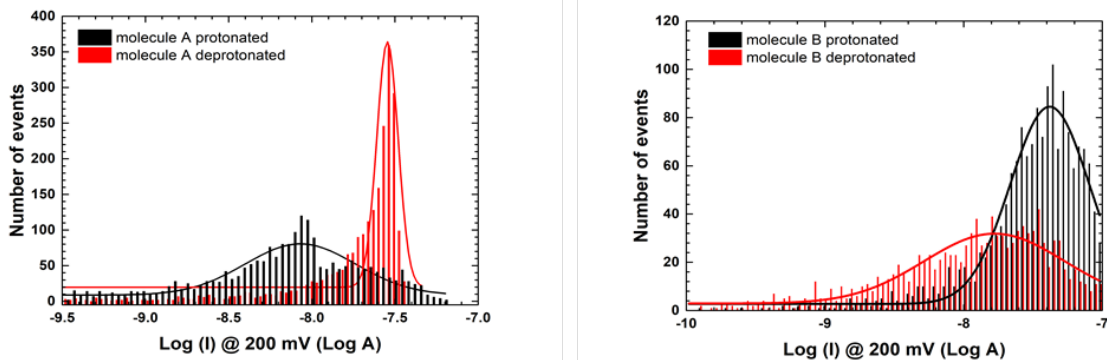 molecule A protonated
molecule A deprotonated
Number of events
400
350
300
250
200
150
100
50
0
-9.5 -9.0 -8.5 -8.0 -7.5 -7.0
Log (I) @ 200 mV (Log A)
molecule B protonated
molecule B deprotonated
Number of events
120
100
80
60
40
20
0
-10 -9 -8 -7
Log (I) @ 200 mV (Log A)